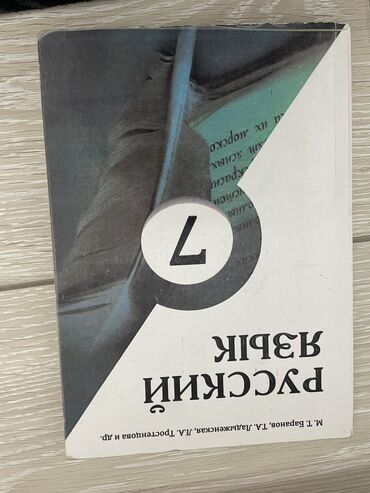 М. Т. Баранов, Т.А. Ладыженская, Л.А. Тростенцова и др.
РУССКИЙ
ЯЗЫК
7